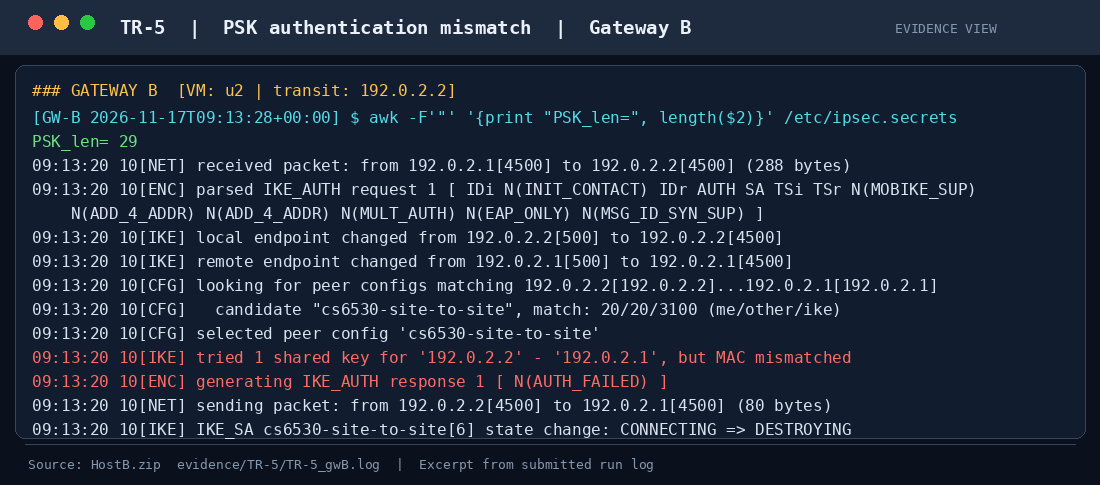 TR-5 | PSK authentication mismatch | Gateway B
EVIDENCE VIEW
### GATEWAY B  [VM: u2 | transit: 192.0.2.2]
[GW-B 2026-11-17T09:13:28+00:00] $ awk -F'"' '{print "PSK_len=", length($2)}' /etc/ipsec.secrets
PSK_len= 29
09:13:20 10[NET] received packet: from 192.0.2.1[4500] to 192.0.2.2[4500] (288 bytes)
09:13:20 10[ENC] parsed IKE_AUTH request 1 [ IDi N(INIT_CONTACT) IDr AUTH SA TSi TSr N(MOBIKE_SUP)
    N(ADD_4_ADDR) N(ADD_4_ADDR) N(MULT_AUTH) N(EAP_ONLY) N(MSG_ID_SYN_SUP) ]
09:13:20 10[IKE] local endpoint changed from 192.0.2.2[500] to 192.0.2.2[4500]
09:13:20 10[IKE] remote endpoint changed from 192.0.2.1[500] to 192.0.2.1[4500]
09:13:20 10[CFG] looking for peer configs matching 192.0.2.2[192.0.2.2]...192.0.2.1[192.0.2.1]
09:13:20 10[CFG]   candidate "cs6530-site-to-site", match: 20/20/3100 (me/other/ike)
09:13:20 10[CFG] selected peer config 'cs6530-site-to-site'
09:13:20 10[IKE] tried 1 shared key for '192.0.2.2' - '192.0.2.1', but MAC mismatched
09:13:20 10[ENC] generating IKE_AUTH response 1 [ N(AUTH_FAILED) ]
09:13:20 10[NET] sending packet: from 192.0.2.2[4500] to 192.0.2.1[4500] (80 bytes)
09:13:20 10[IKE] IKE_SA cs6530-site-to-site[6] state change: CONNECTING => DESTROYING
Source: HostB.zip  evidence/TR-5/TR-5_gwB.log  |  Excerpt from submitted run log